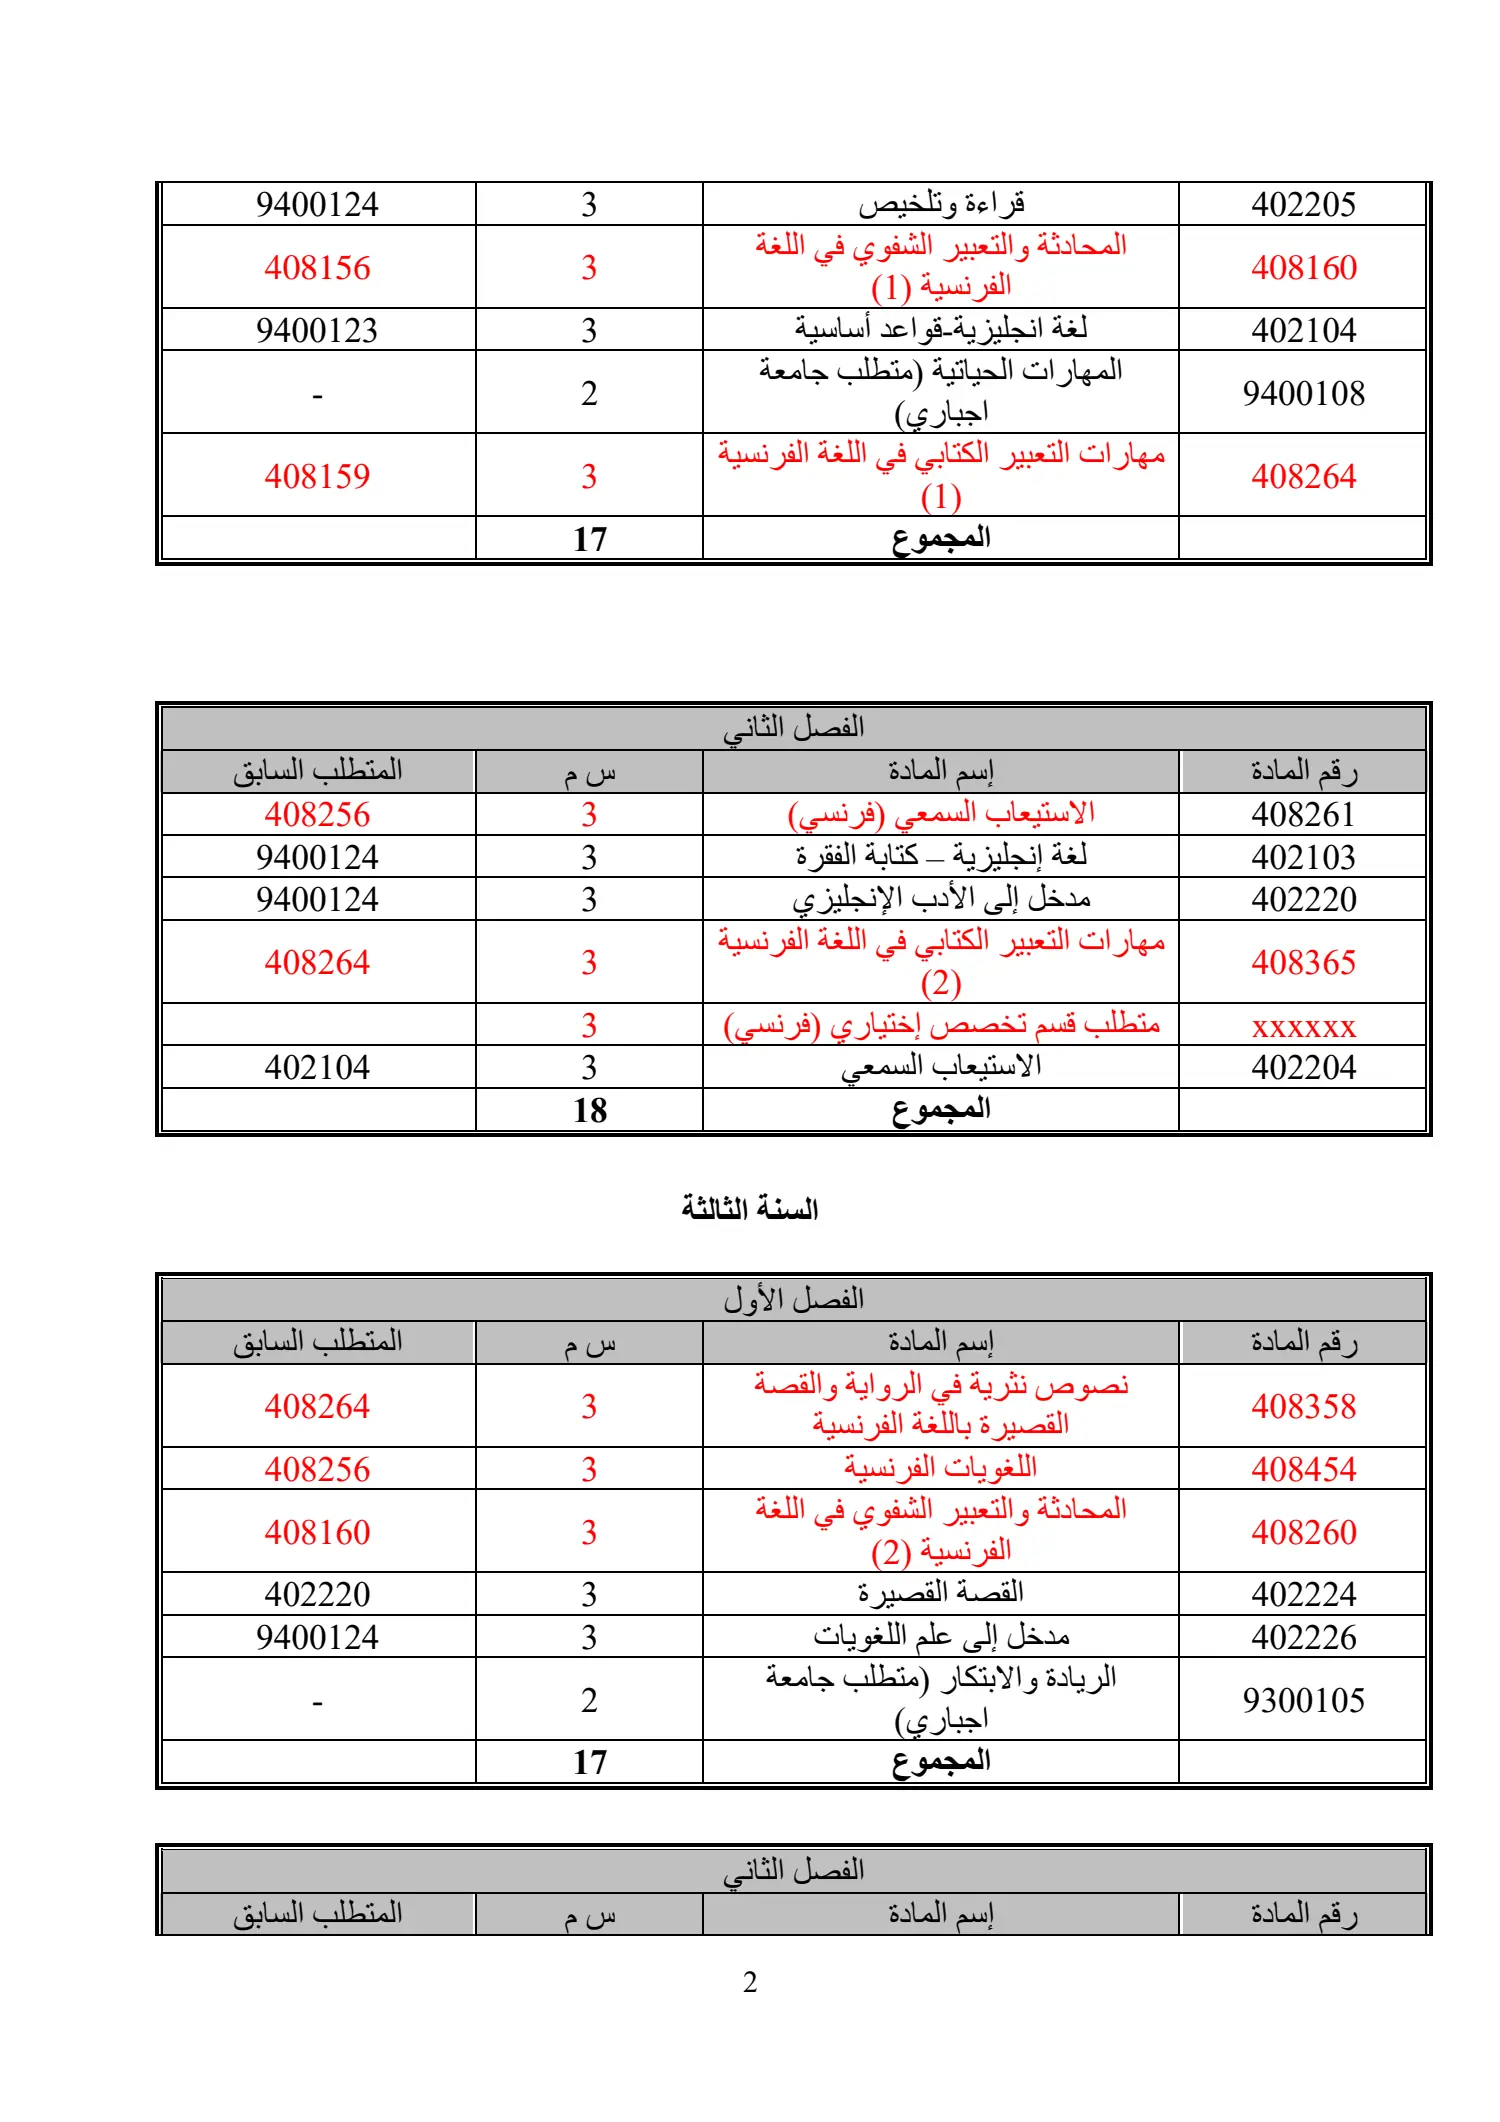 402205 قراءة وتلخيص 3 9400124
المحادثة والتعبير الشفوي في اللغة
408160 3 408156
الفرنسية (1)
402104 لغة انجليزية-قواعد أساسية 3 9400123
المهارات الحياتية (متطلب جامعة
9400108 2 -
اجباري)
مهارات التعبير الكتابي في اللغة الفرنسية
408264 3 408159
(1)
المجموع 17
الفصل الثاني
رقم المادة إسم المادة س م المتطلب السابق
408261 الاستيعاب السمعي (فرنسي) 3 408256
402103 لغة إنجليزية – كتابة الفقرة 3 9400124
402220 مدخل إلى الأدب الإنجليزي 3 9400124
مهارات التعبير الكتابي في اللغة الفرنسية
408365 3 408264
(2)
xxxxxx متطلب قسم تخصص إختياري (فرنسي) 3
402204 الاستيعاب السمعي 3 402104
المجموع 18
السنة الثالثة
الفصل الأول
رقم المادة إسم المادة س م المتطلب السابق
نصوص نثرية في الرواية والقصة
408358 3 408264
القصيرة باللغة الفرنسية
408454 اللغويات الفرنسية 3 408256
المحادثة والتعبير الشفوي في اللغة
408260 3 408160
الفرنسية (2)
402224 القصة القصيرة 3 402220
402226 مدخل إلى علم اللغويات 3 9400124
الريادة والابتكار (متطلب جامعة
9300105 2 -
اجباري)
المجموع 17
الفصل الثاني
رقم المادة إسم المادة س م المتطلب السابق
2